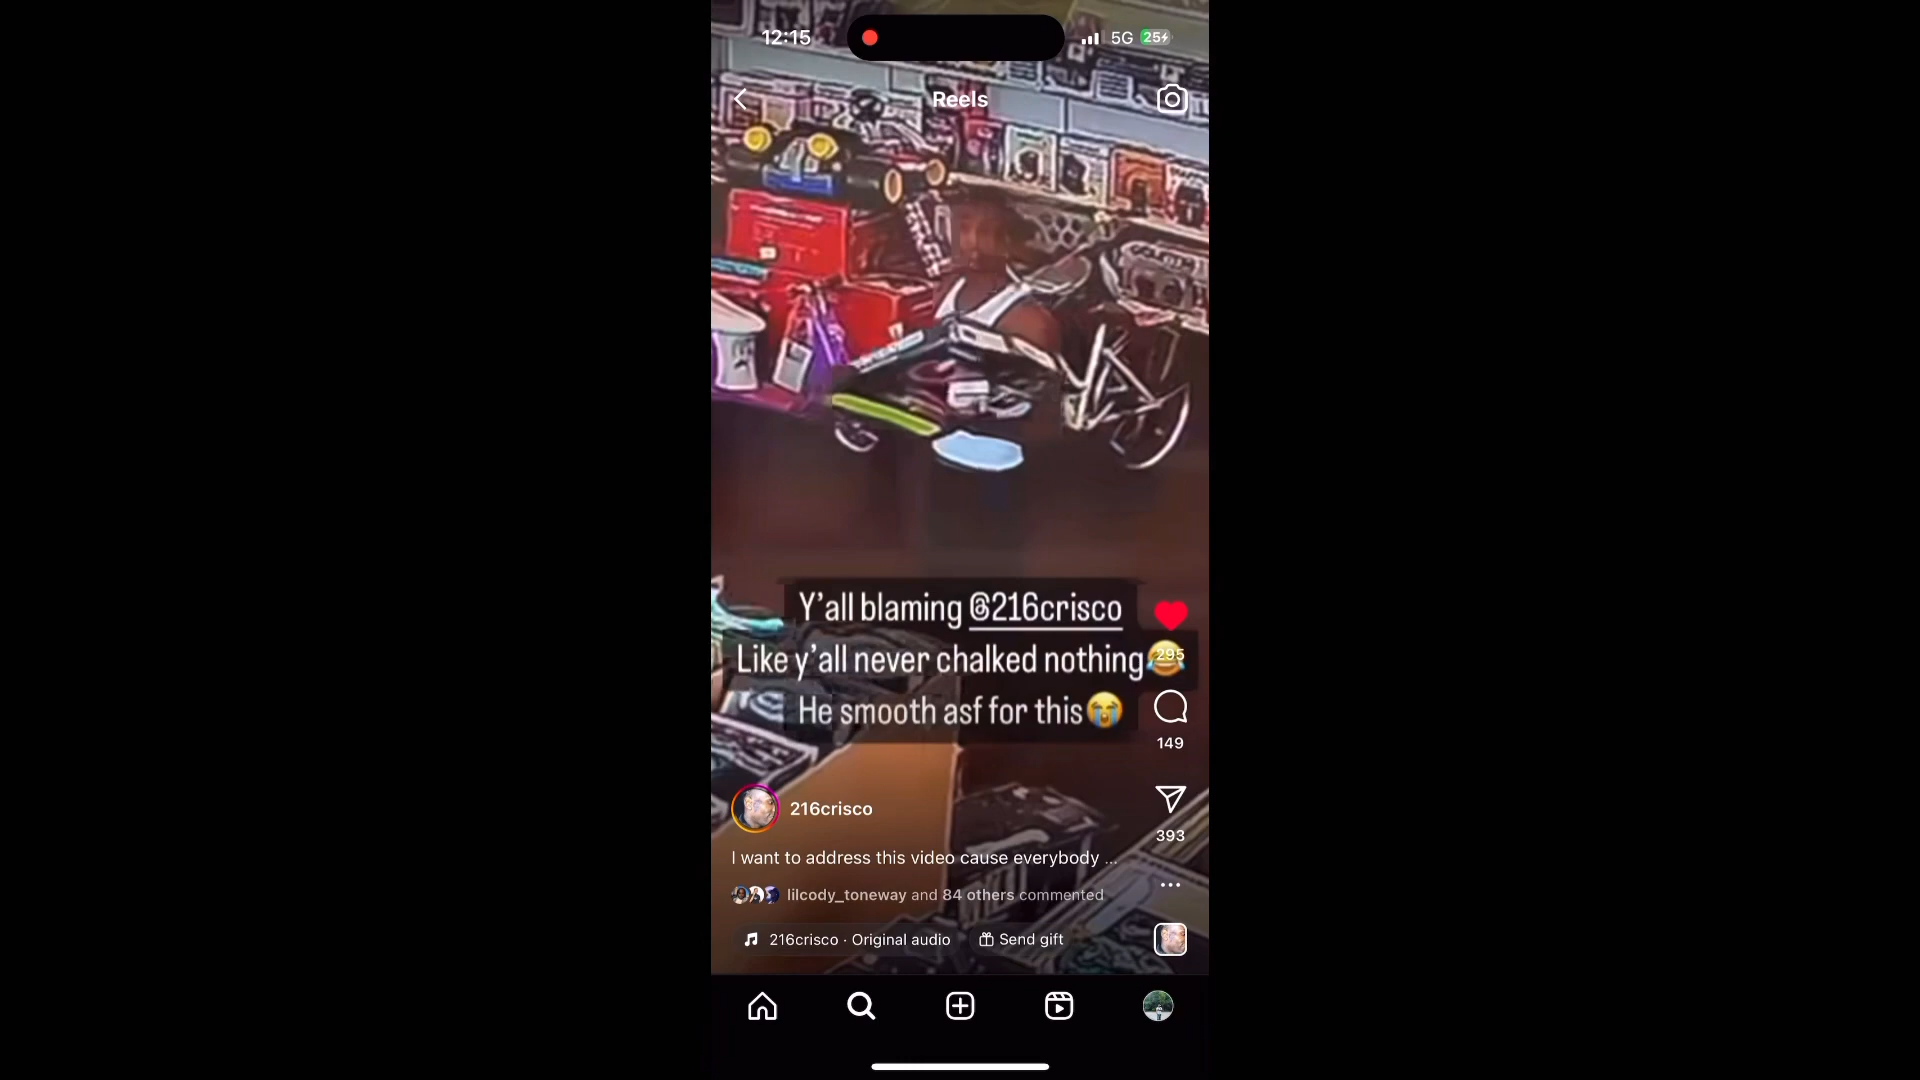 12:15
5G 25
Reels
Y'all blaming @216crisco
Like y'all never chalked nothing😂
295
He smooth asf for this😭
149
216crisco
393
I want to address this video cause everybody ...
lilcody_toneway and 84 others commented
216crisco · Original audio
Send gift